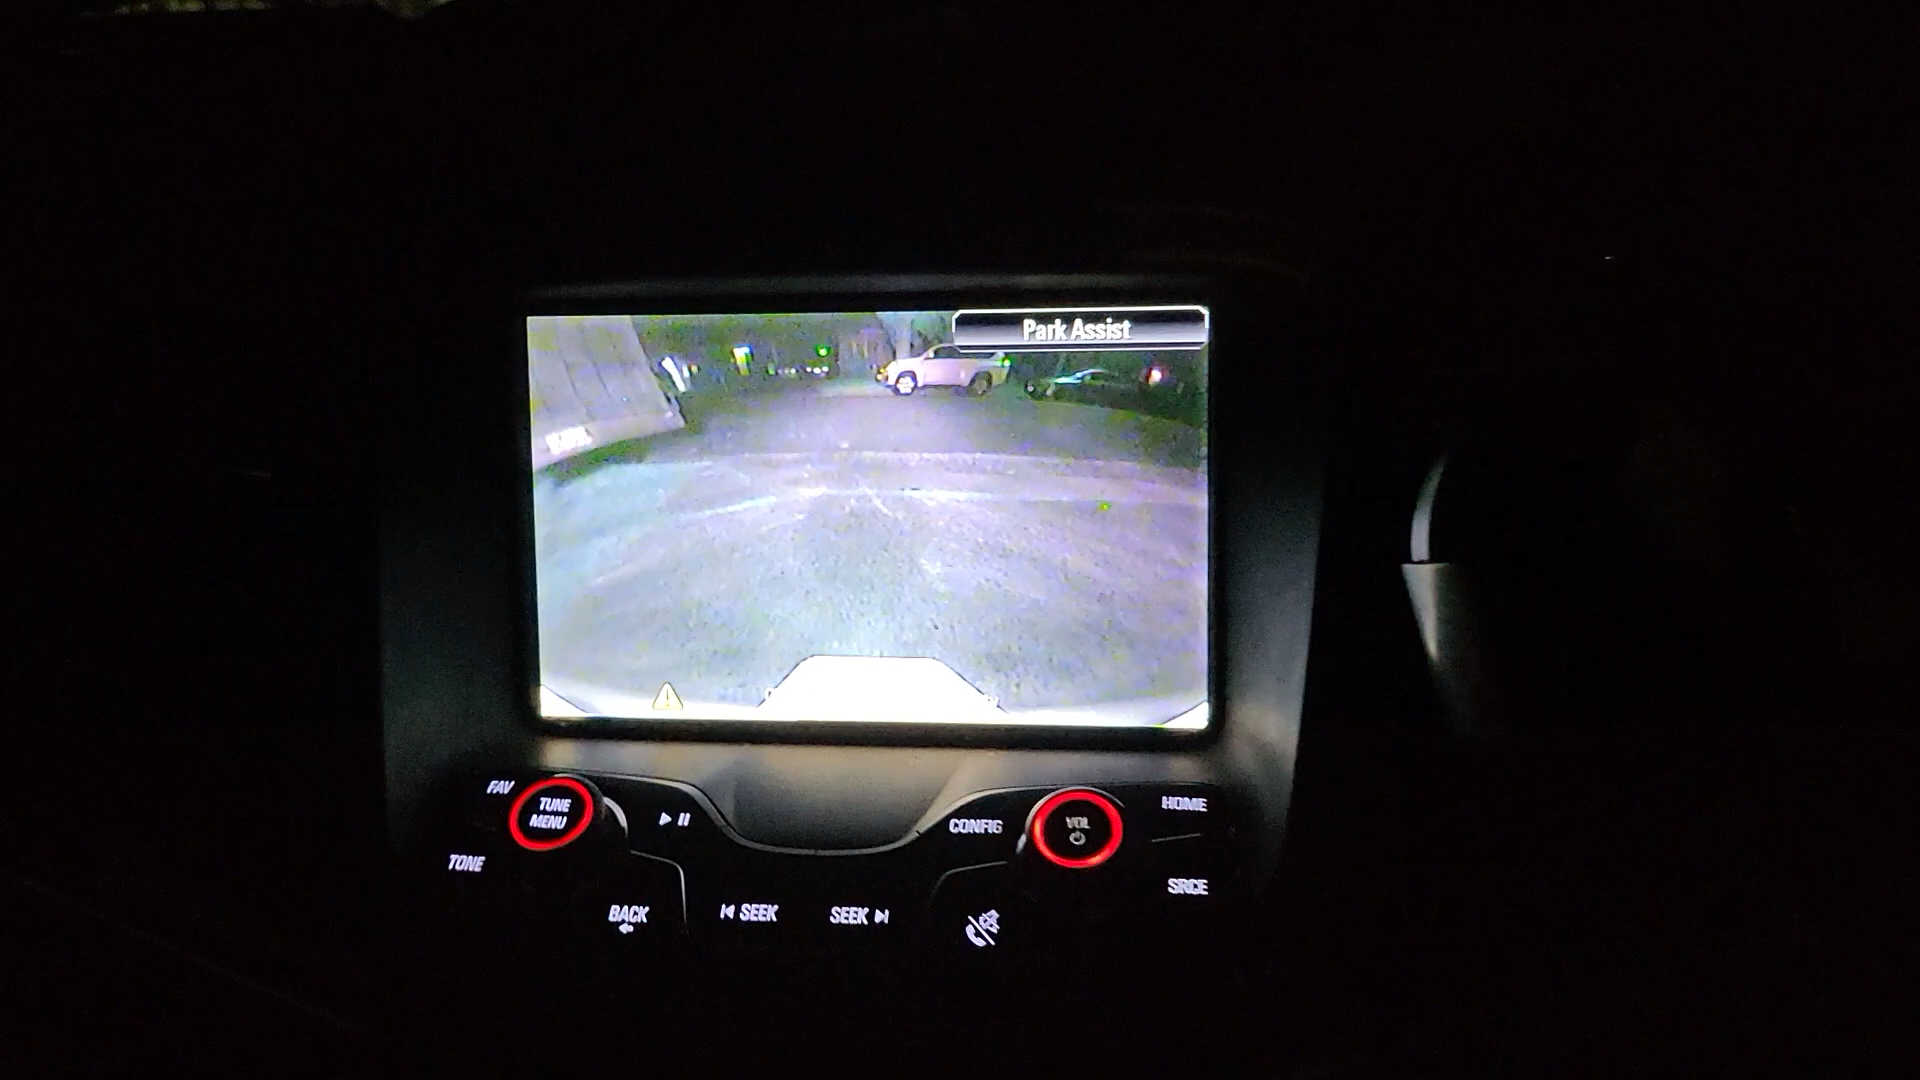 Park Assist
FAV
TUNE
MENU
TONE
CONFIG
VOL
HOME
SRCE
BACK
SEEK
SEEK